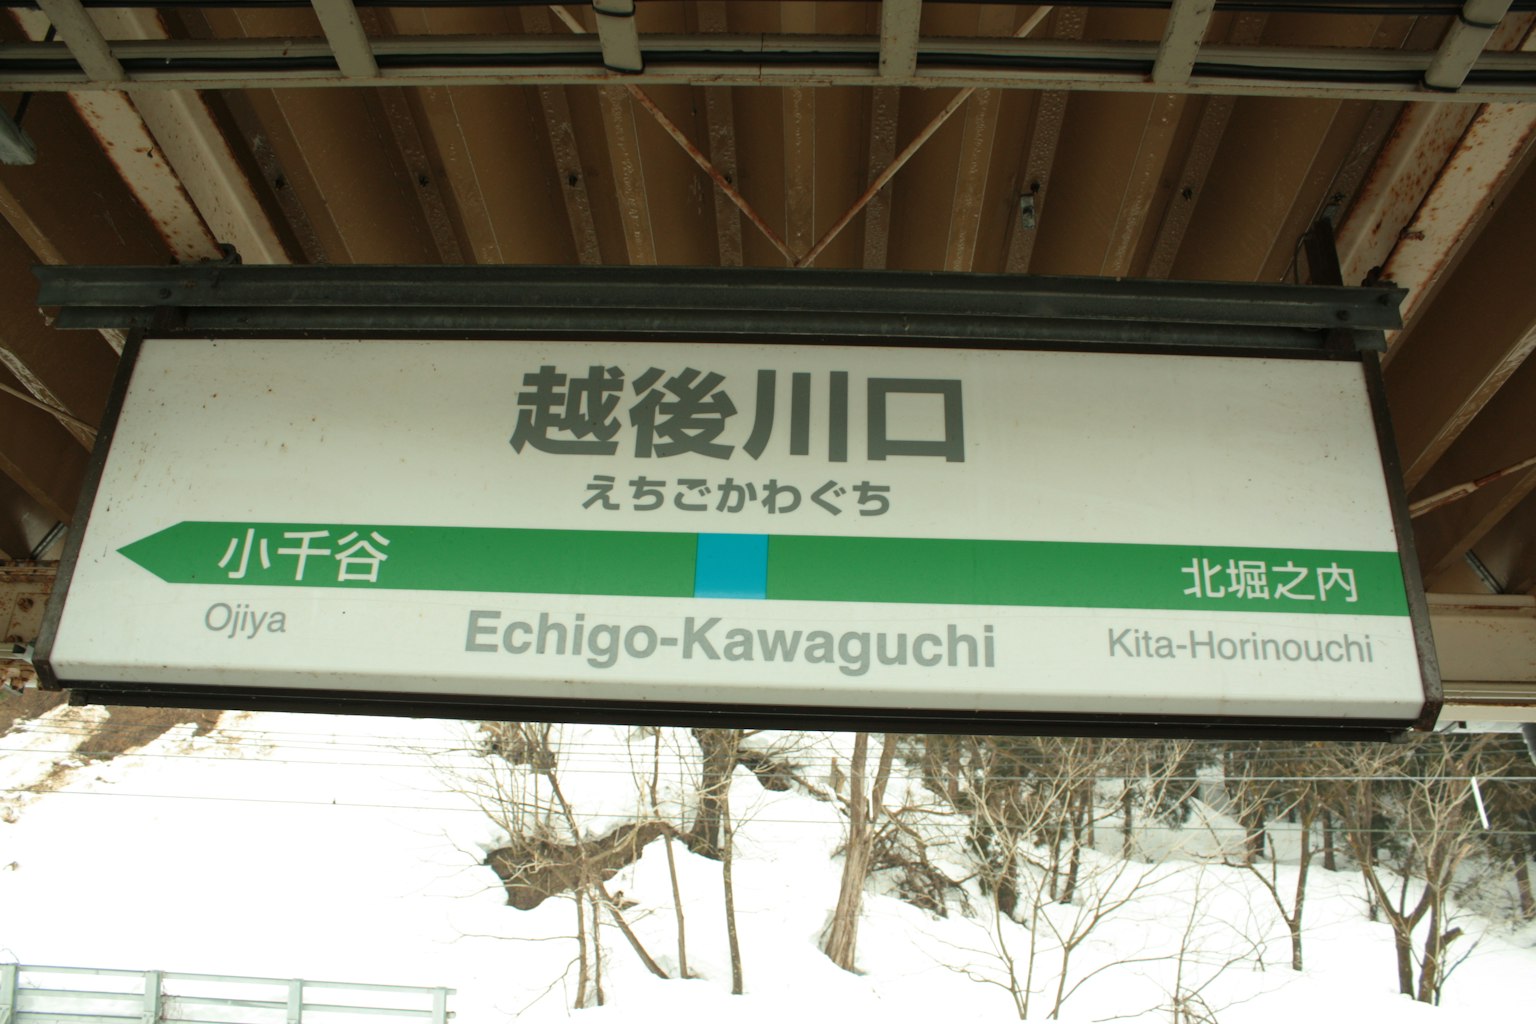 越後川口
えちごかわぐち
小千谷 北堀之内
Ojiya Echigo-Kawaguchi Kita-Horinouchi